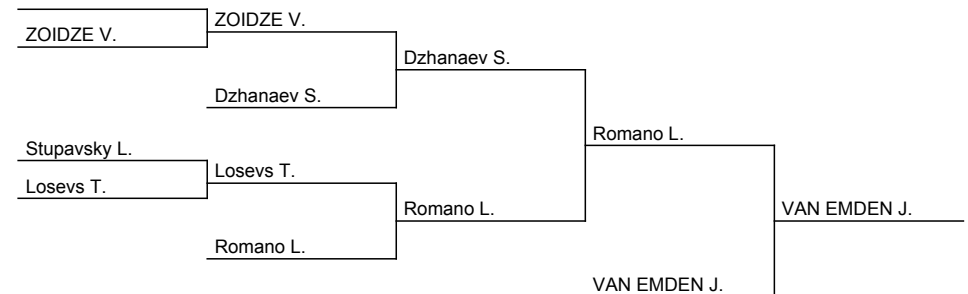 ZOIDZE V.
ZOIDZE V.
Dzhanaev S.
Dzhanaev S.
Romano L.
Stupavsky L.
Losevs T.
Losevs T.
Romano L.
VAN EMDEN J.
Romano L.
VAN EMDEN J.